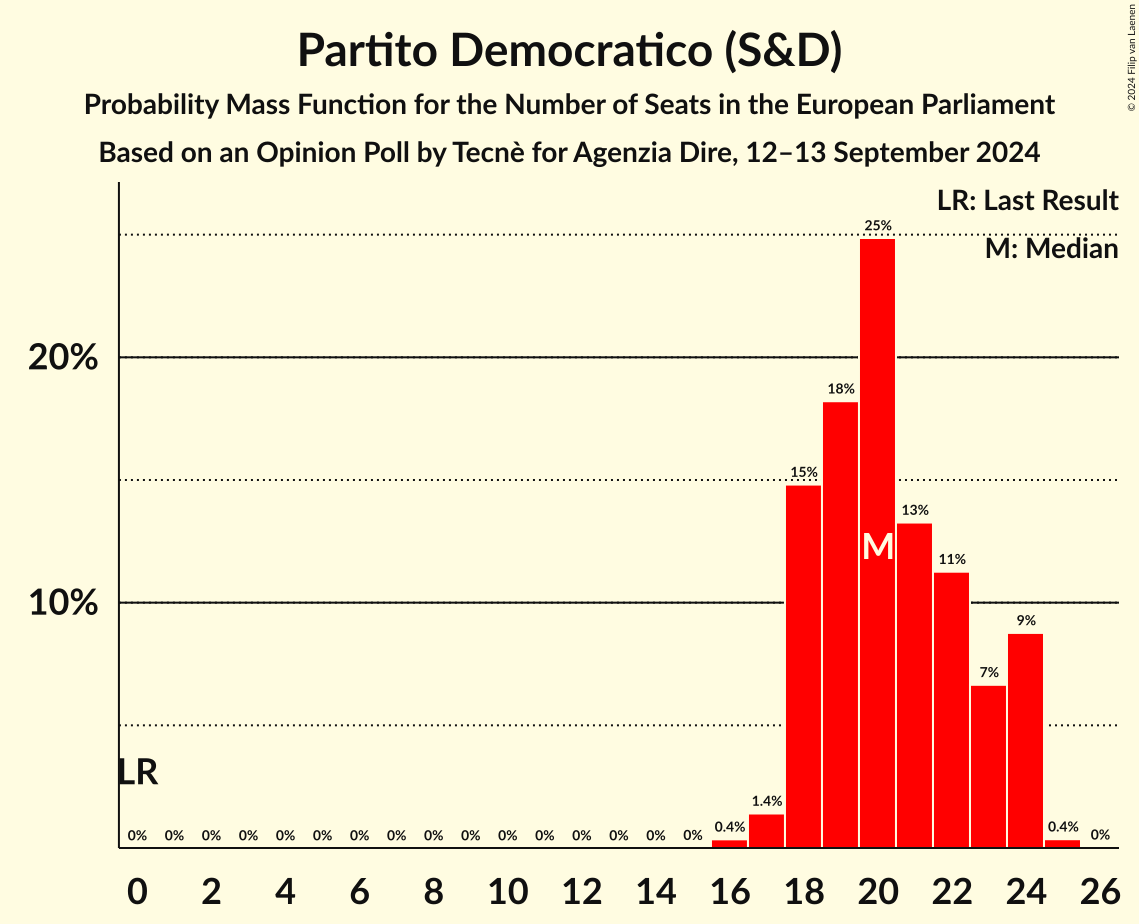 Partito Democratico (S&D)
Probability Mass Function for the Number of Seats in the European Parliament
Based on an Opinion Poll by Tecnè for Agenzia Dire, 12–13 September 2024
© 2024 Filip van Laenen
LR: Last Result
M: Median
25%
20%
18%
15%
13%
M
11%
10%
9%
7%
LR
1.4%
0% 0% 0% 0% 0% 0% 0% 0% 0% 0% 0% 0% 0% 0% 0% 0% 0.4% 0.4% 0%
0 2 4 6 8 10 12 14 16 18 20 22 24 26